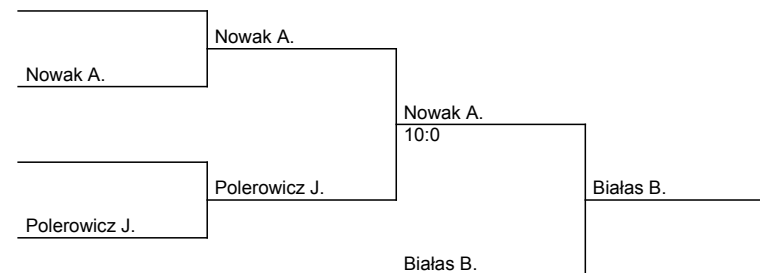 Nowak A.
Nowak A.
Nowak A.
10:0
Polerowicz J.
Białas B.
Polerowicz J.
Białas B.